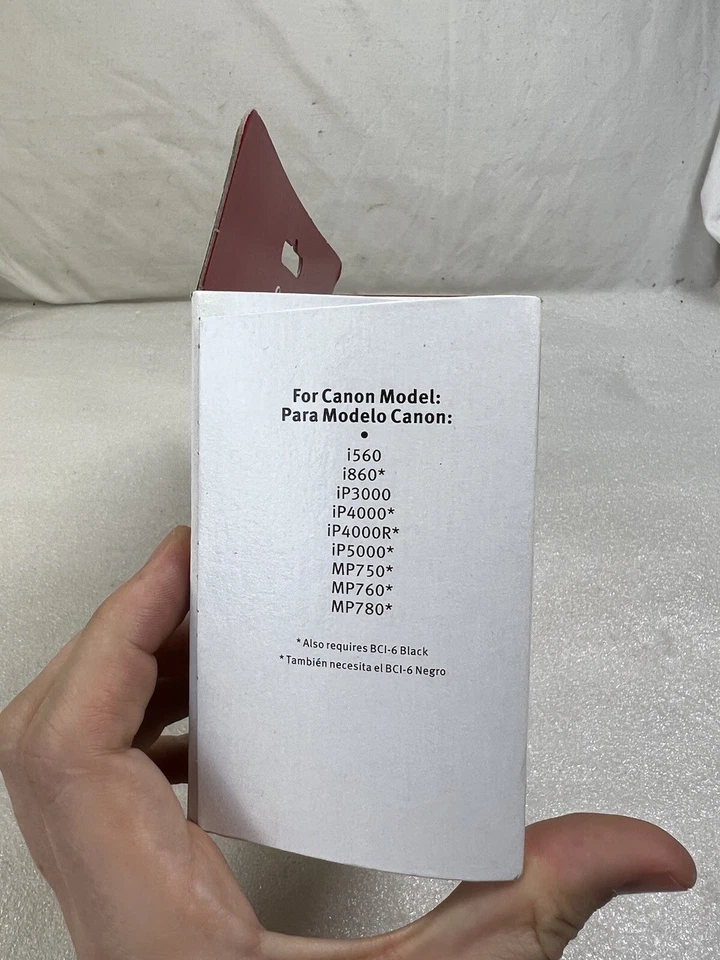 For Canon Model:
Para Modelo Canon:
•
i560
i860*
iP3000
iP4000*
iP4000R*
iP5000*
MP750*
MP760*
MP780*
* Also requires BCI-6 Black
* También necesita el BCI-6 Negro